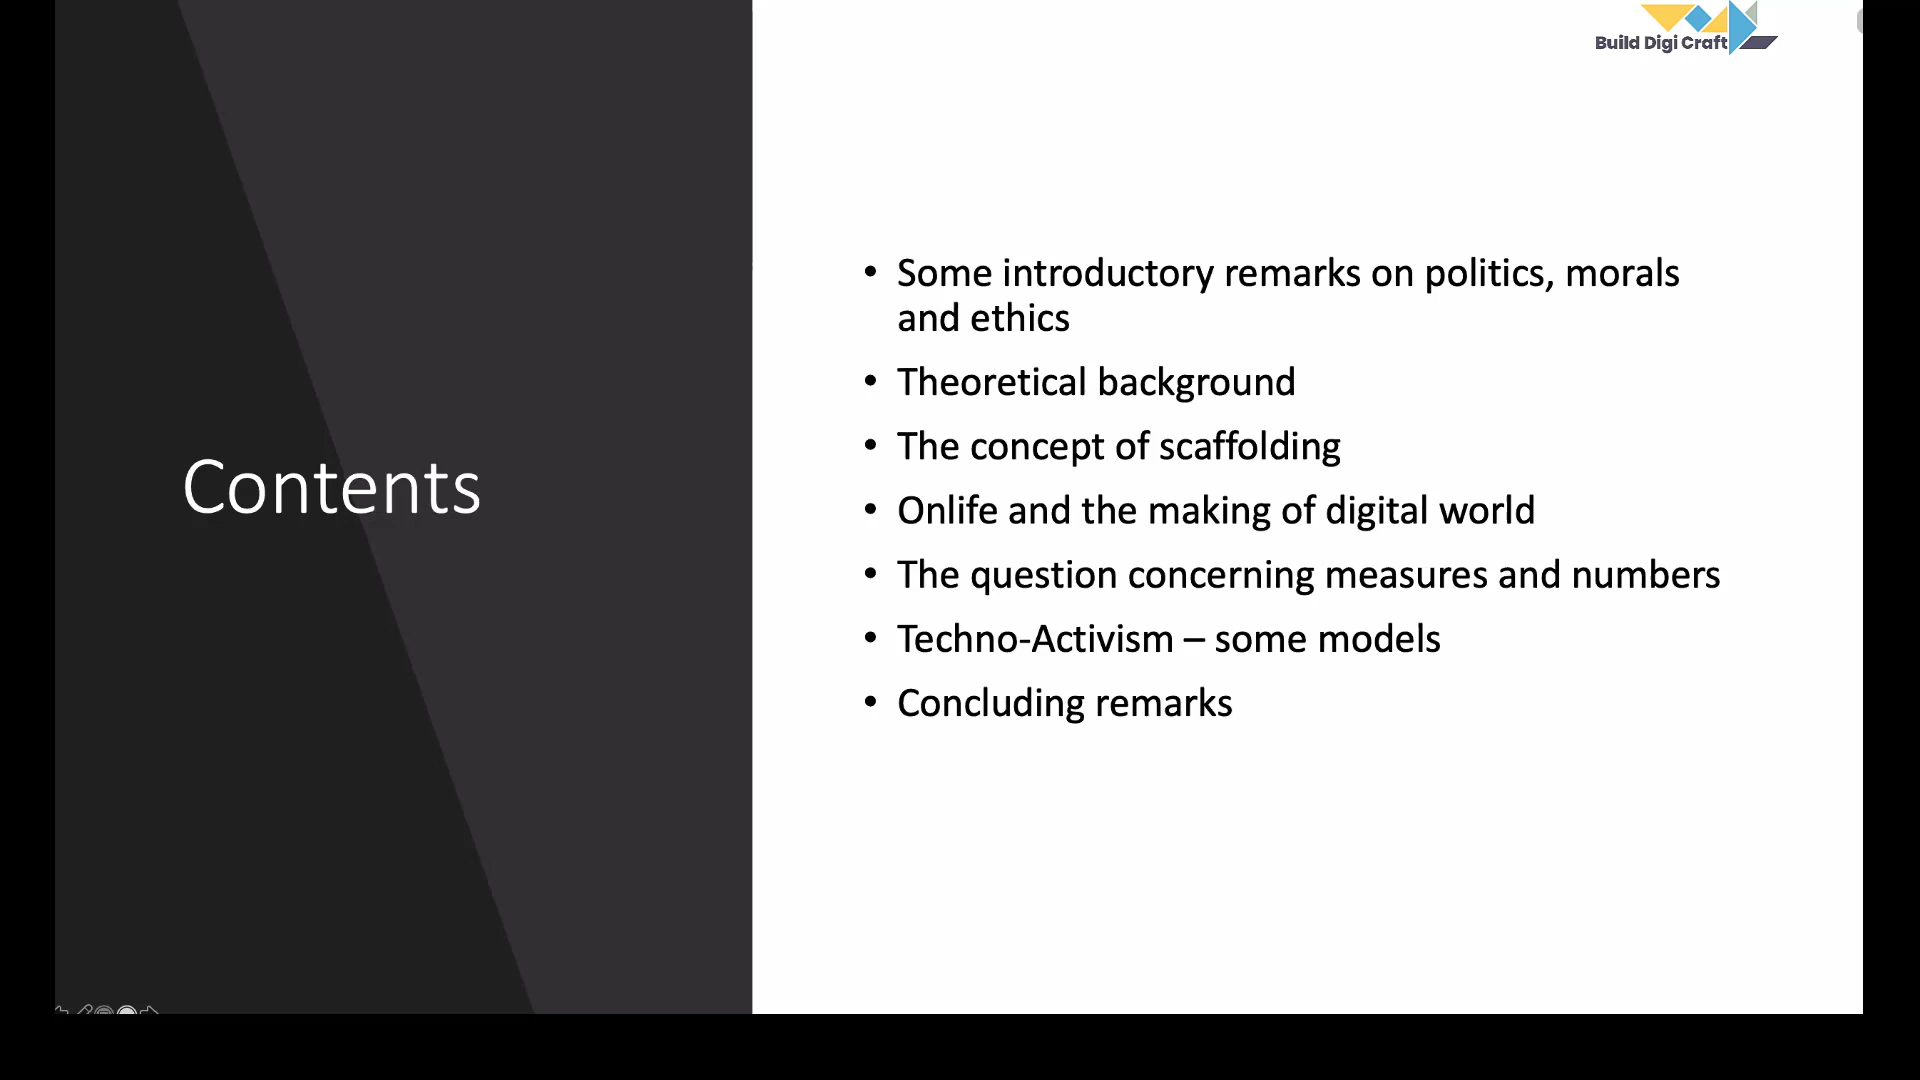 Build Digi Craft
Contents
• Some introductory remarks on politics, morals
and ethics
• Theoretical background
• The concept of scaffolding
• Onlife and the making of digital world
• The question concerning measures and numbers
• Techno-Activism – some models
• Concluding remarks